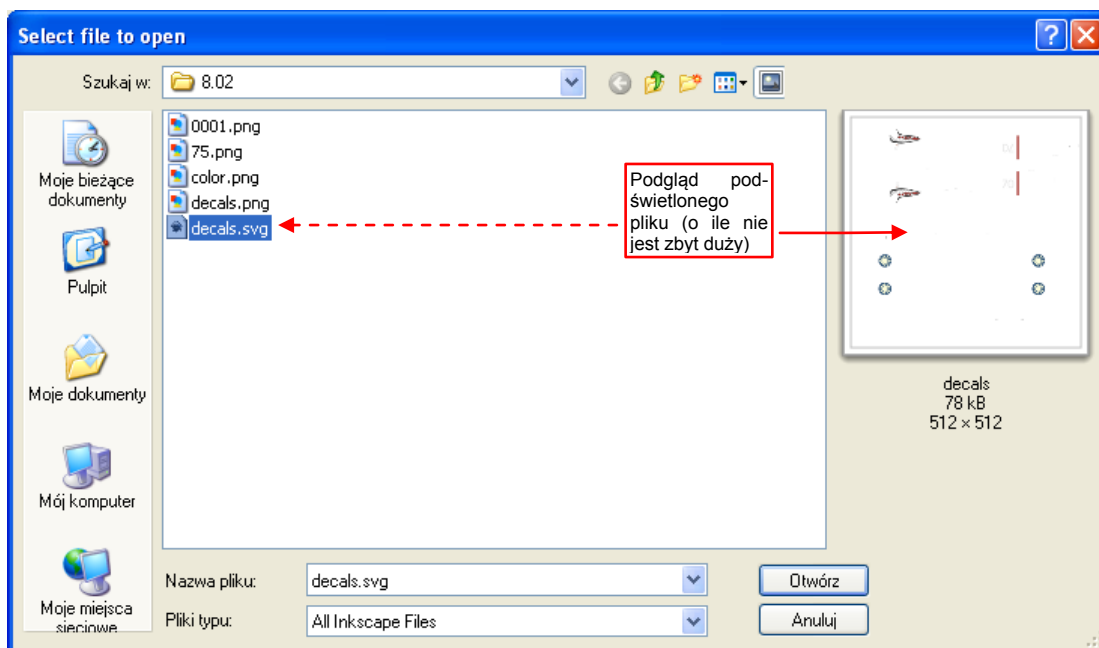 Select file to open
Szukaj w:
8.02
0001.png
75.png
color.png
decals.png
decals.svg
Moje bieżące
dokumenty
Pulpit
Moje dokumenty
Mój komputer
Moje miejsca
sieciowe
Podgląd pod-
świetlonego
pliku (o ile nie
jest zbyt duży)
decals
78 kB
512 × 512
Nazwa pliku:
decals.svg
Otwórz
Pliki typu:
All Inkscape Files
Anuluj